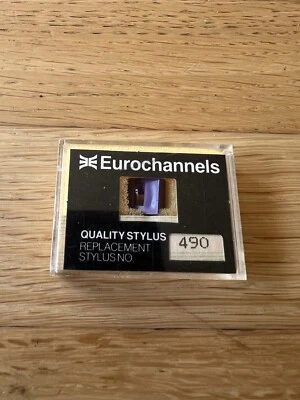 Eurochannels
QUALITY STYLUS
REPLACEMENT
STYLUS NO. 490